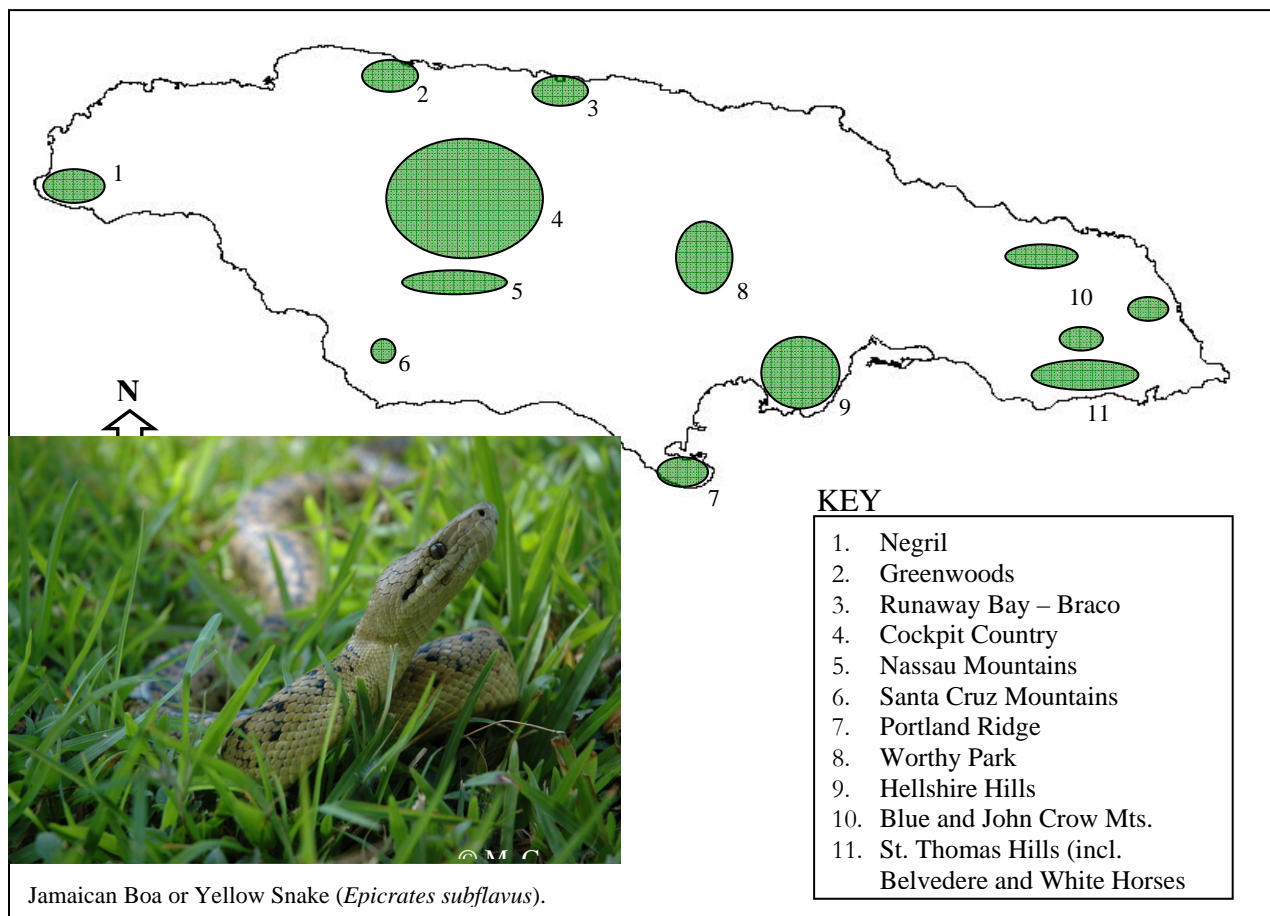 1
2
3
4
5
6
7
8
9
10
11
N
KEY
1. Negril
2. Greenwoods
3. Runaway Bay – Braco
4. Cockpit Country
5. Nassau Mountains
6. Santa Cruz Mountains
7. Portland Ridge
8. Worthy Park
9. Hellshire Hills
10. Blue and John Crow Mts.
11. St. Thomas Hills (incl.
Belvedere and White Horses
Jamaican Boa or Yellow Snake (Epicrates subflavus).